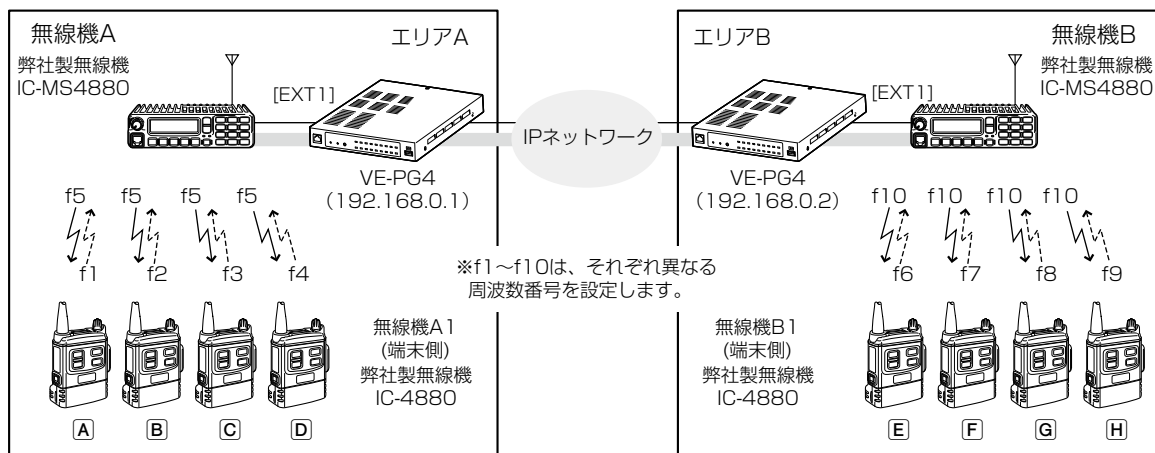 無線機A
弊社製無線機
IC-MS4880
エリアA
[EXT1]
VE-PG4
(192.168.0.1)
IPネットワーク
エリアB
無線機B
弊社製無線機
IC-MS4880
[EXT1]
VE-PG4
(192.168.0.2)
f5 f5 f5 f5
f1 f2 f3 f4
f10 f10 f10 f10
f6 f7 f8 f9
※f1~f10は、それぞれ異なる
周波数番号を設定します。
無線機A1
(端末側)
弊社製無線機
IC-4880
無線機B1
(端末側)
弊社製無線機
IC-4880
A B C D
E F G H